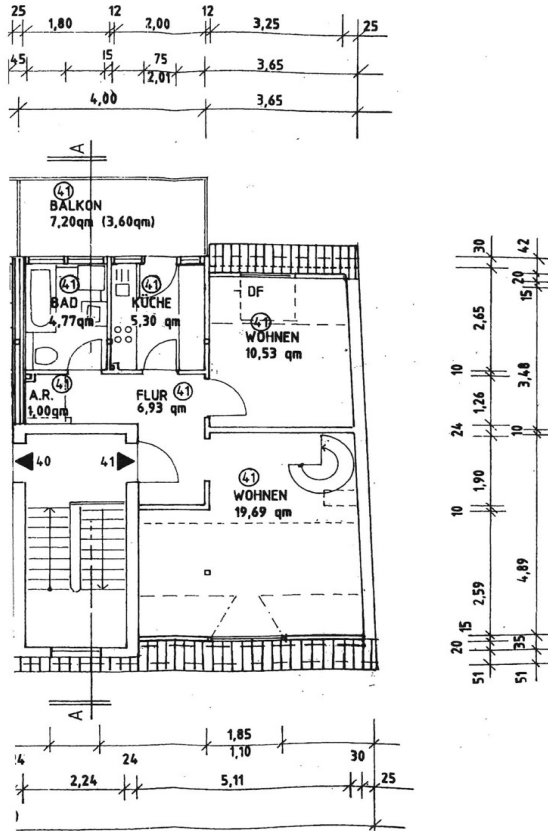 25 12 12
1,80 2,00 3,25 25
45 15 75 3,65
2,01
4,00 3,65
A
41
BALKON
7,20qm (3,60qm)
41 41
BAD KÜCHE
4,77qm 5,30 qm
DF
41
WOHNEN
10,53 qm
41 41
A.R. FLUR
1,00qm 6,93 qm
40 41
41
WOHNEN
19,69 qm
A
30 42
20
15
2,65
3,48
10
1,26
24 10
1,90
10
4,89
2,59
15
20 35
51 51
1,85
1,10
24 30
2,24 5,11 25